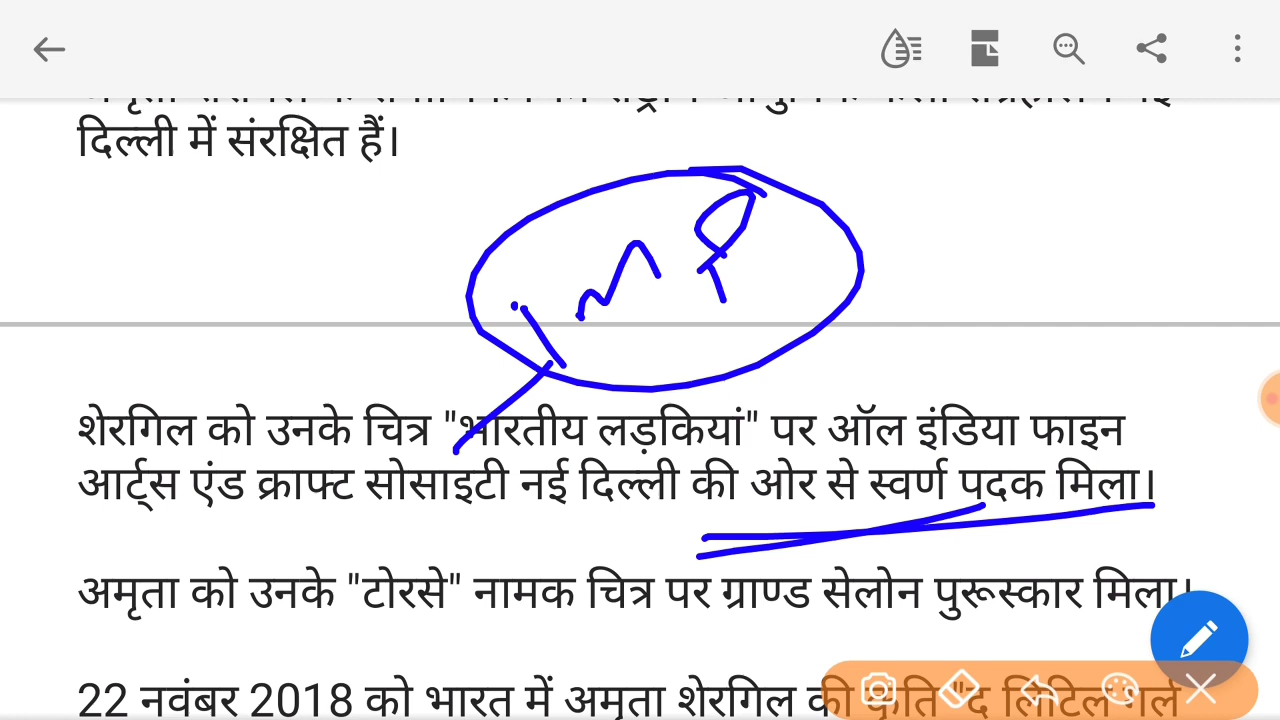 दिल्ली में संरक्षित हैं।
IMP
शेरगिल को उनके चित्र "भारतीय लड़कियां" पर ऑल इंडिया फाइन
आर्ट्स एंड क्राफ्ट सोसाइटी नई दिल्ली की ओर से स्वर्ण पदक मिला।
अमृता को उनके "टोरसे" नामक चित्र पर ग्राण्ड सेलोन पुरूस्कार मिला।
22 नवंबर 2018 को भारत में अमृता शेरगिल की कृति "द लिटिल गर्ल